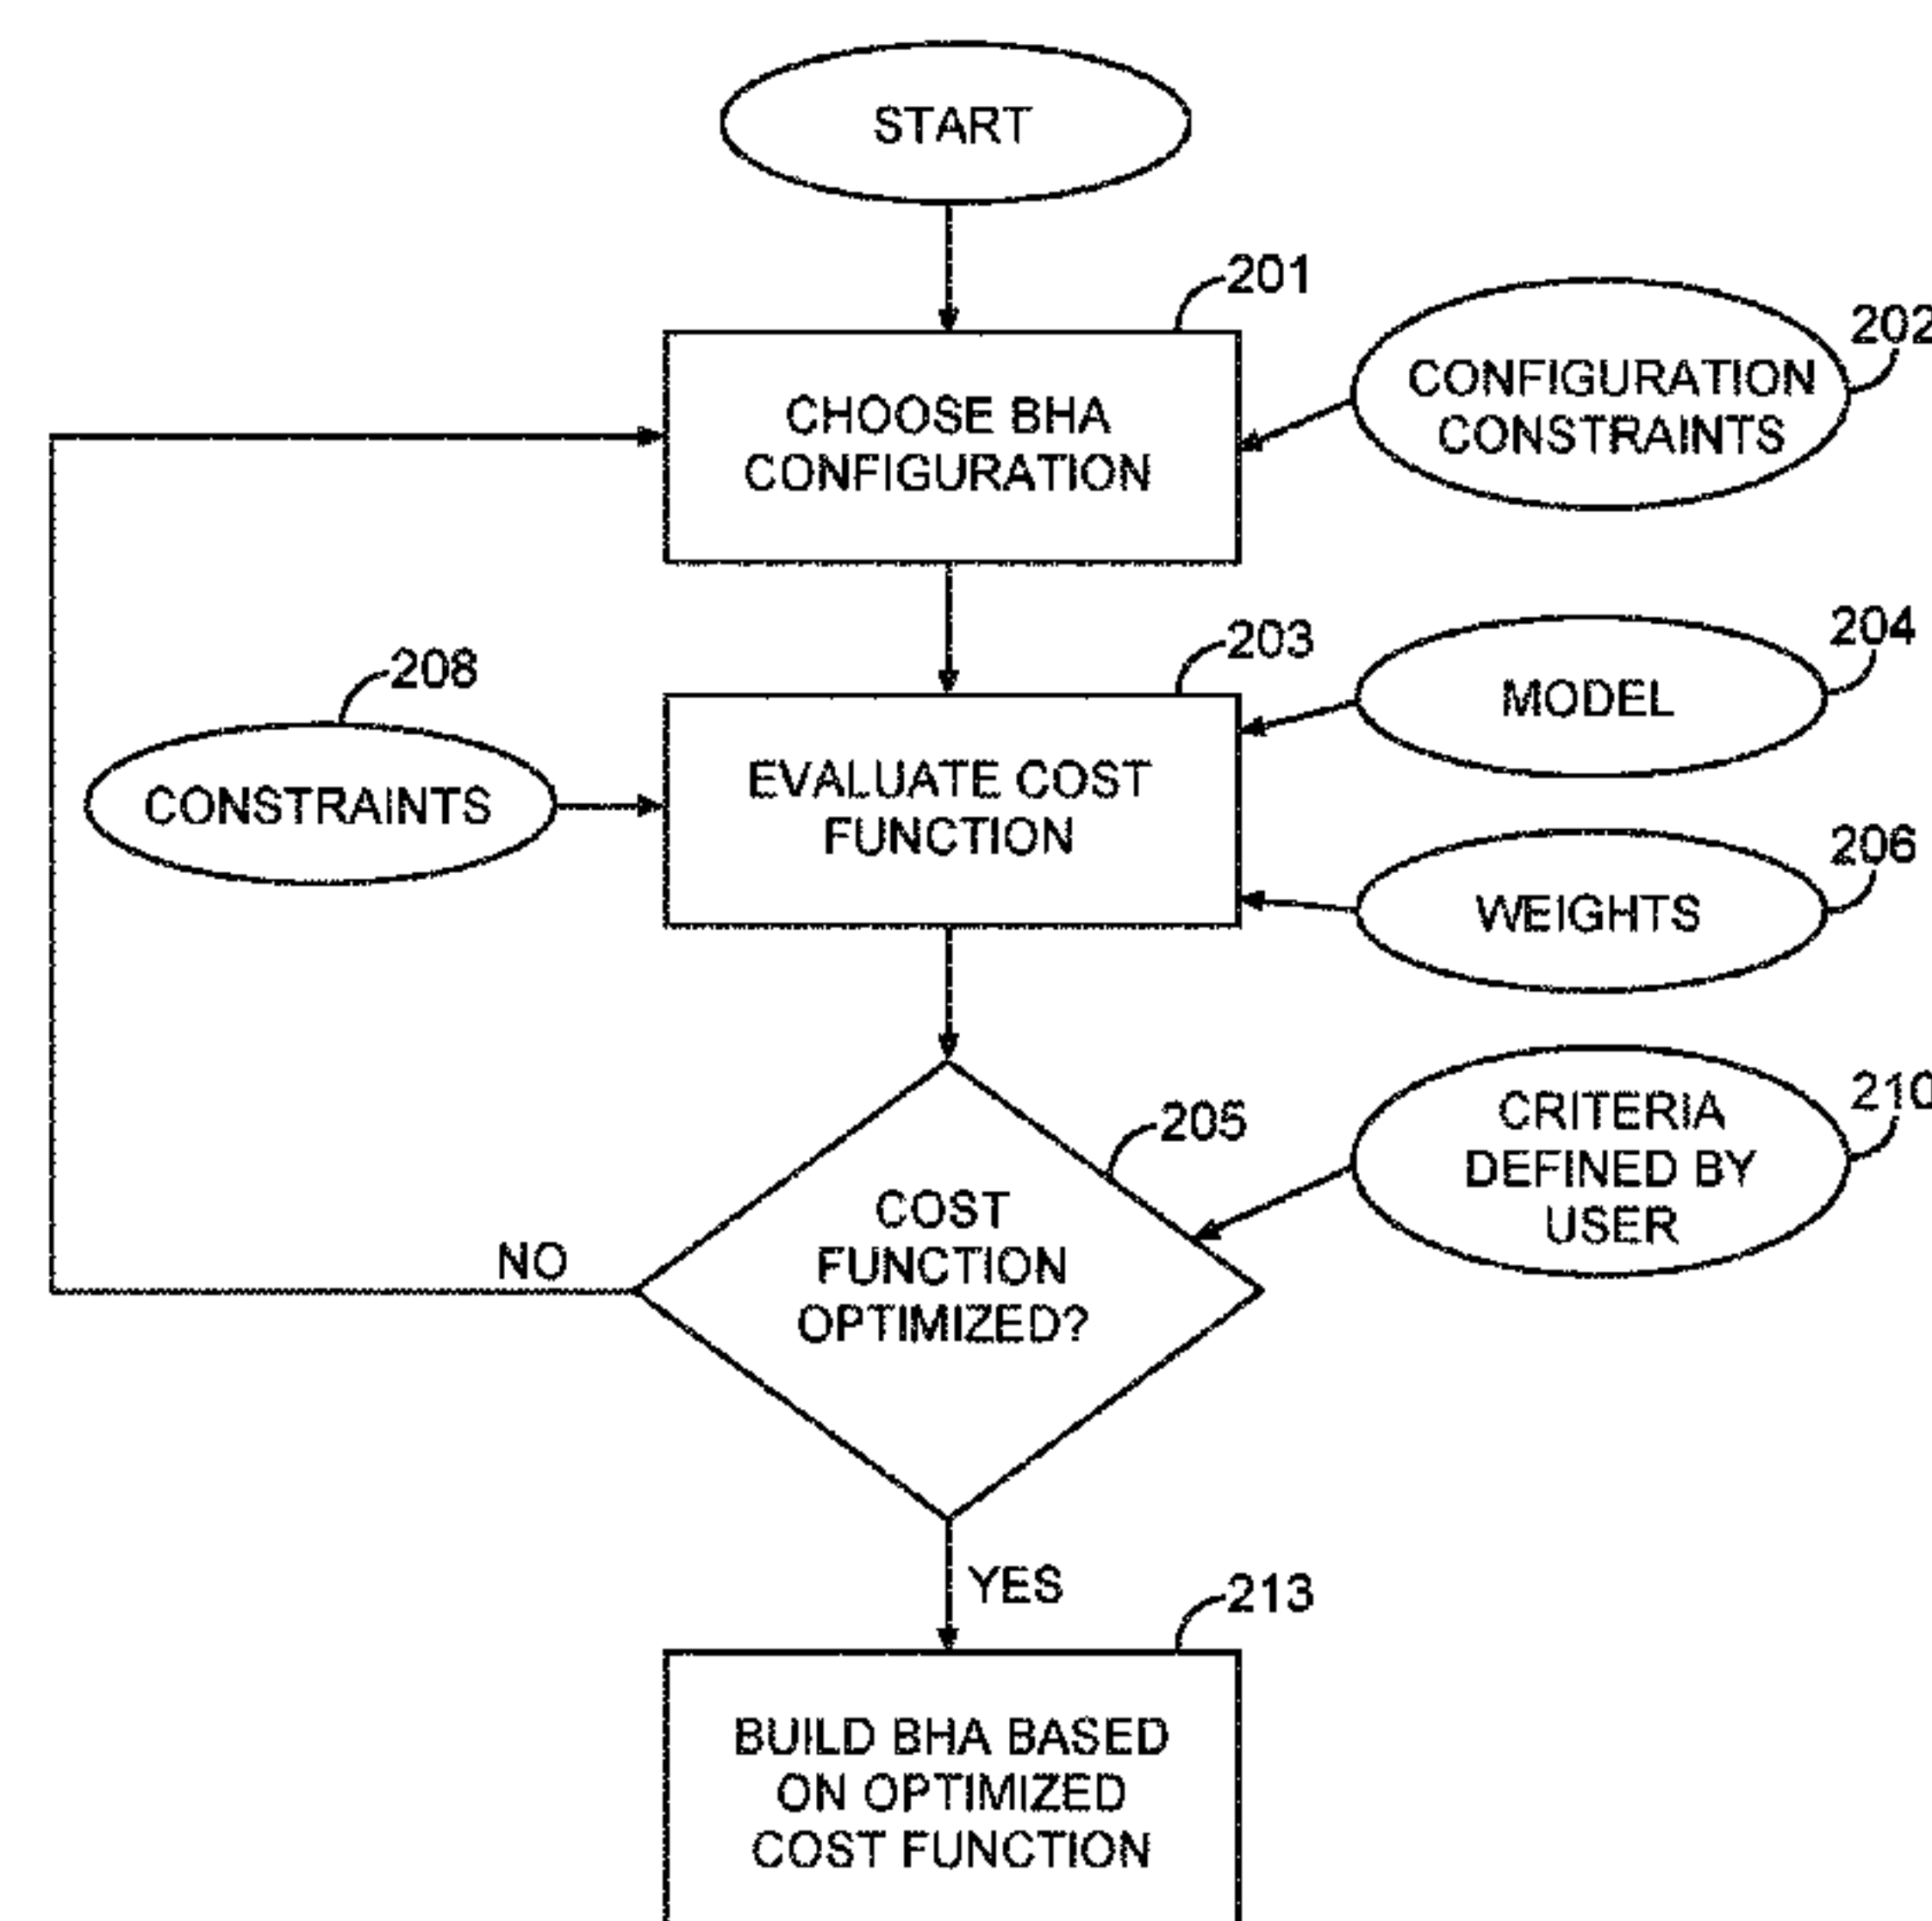 START
201
202
CONFIGURATION
CONSTRAINTS
CHOOSE BHA
CONFIGURATION
203
204
MODEL
208
CONSTRAINTS
EVALUATE COST
FUNCTION
206
WEIGHTS
205
210
CRITERIA
DEFINED BY
USER
COST
FUNCTION
OPTIMIZED?
NO
YES
213
BUILD BHA BASED
ON OPTIMIZED
COST FUNCTION